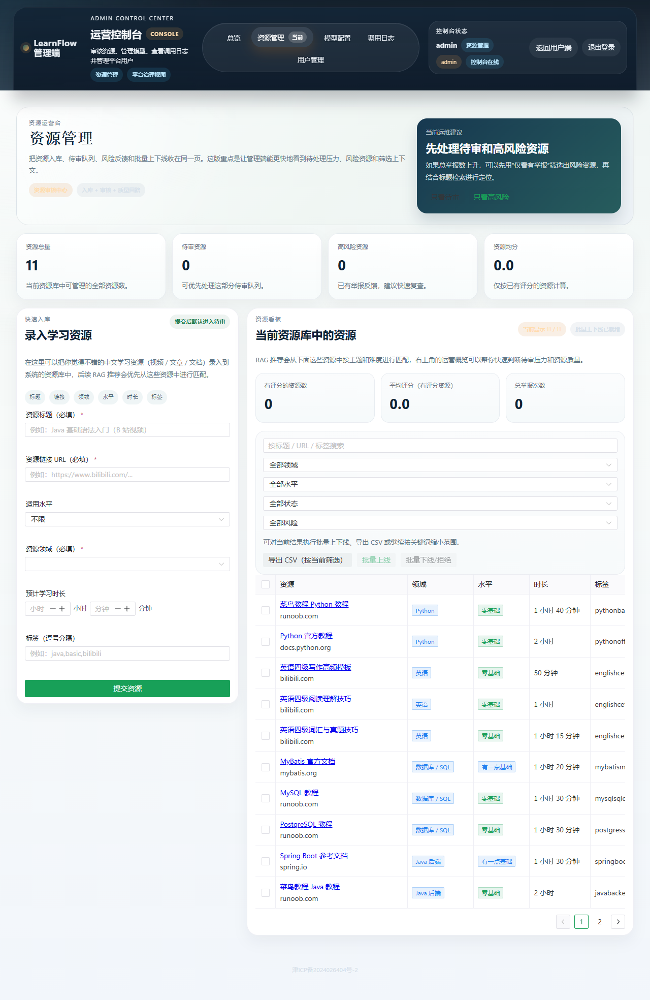 LearnFlow
管理端
ADMIN CONTROL CENTER
运营控制台 CONSOLE
审核资源、管理模型、查看调用日志
并管理平台用户
资源管理 平台治理视图
总览 资源管理 当前 模型配置 调用日志
用户管理
控制台状态
admin 资源管理
admin 控制台在线
返回用户端 退出登录
资源运营台
资源管理
把资源入库、待审队列、风险反馈和批量上下线收在同一页。这版重点是让管理端能更快地看到待处理压力、风险资源和筛选上下
文。
资源审核中心 入库 + 审核 + 质量回路
当前运维建议
先处理待审和高风险资源
如果总举报数上升，可以先用“仅看有举报”筛选出风险资源，再
结合标题检索进行定位。
只看待审 只看高风险
资源总量
11
当前资源库中可管理的全部资源数。
待审资源
0
可优先处理这部分待审队列。
高风险资源
0
已有举报反馈，建议快速复查。
资源均分
0.0
仅按已有评分的资源计算。
快速入库
录入学习资源
提交后默认进入待审
在这里可以把你觉得不错的中文学习资源（视频 / 文章 / 文档）录入到
系统的资源库中，后续 RAG 推荐会优先从这些资源中进行匹配。
标题 链接 领域 水平 时长 标签
资源标题（必填） *
例如：Java 基础语法入门（B 站视频）
资源链接 URL（必填） *
例如：https://www.bilibili.com/...
适用水平
不限
资源领域（必填） *
预计学习时长
小时 小时 分钟 分钟
标签（逗号分隔）
例如：java,basic,bilibili
提交资源
资源看板
当前资源库中的资源
当前显示 11 / 11 批量上下线已就绪
RAG 推荐会从下面这些资源中按主题和难度进行匹配，右上角的运营概览可以帮你快速判断待审压力和资源质量。
有评分的资源数
0
平均评分（有评分资源）
0.0
总举报次数
0
按标题 / URL / 标签搜索
全部领域
全部水平
全部状态
全部风险
可对当前结果执行批量上下线、导出 CSV 或继续按关键词缩小范围。
导出 CSV（按当前筛选） 批量上线 批量下线/拒绝
资源 领域 水平 时长 标签
菜鸟教程 Python 教程
runoob.com
Python 零基础 1 小时 40 分钟 pythonba
Python 官方教程
docs.python.org
Python 零基础 2 小时 pythonoff
英语四级写作高频模板
bilibili.com
英语 零基础 50 分钟 englishcet
英语四级阅读理解技巧
bilibili.com
英语 零基础 1 小时 englishcet
英语四级词汇与真题技巧
bilibili.com
英语 零基础 1 小时 15 分钟 englishcet
MyBatis 官方文档
mybatis.org
数据库 / SQL 有一点基础 1 小时 20 分钟 mybatism
MySQL 教程
runoob.com
数据库 / SQL 零基础 1 小时 30 分钟 mysqlsqlc
PostgreSQL 教程
runoob.com
数据库 / SQL 零基础 1 小时 30 分钟 postgress
Spring Boot 参考文档
spring.io
Java 后端 有一点基础 1 小时 30 分钟 springboo
菜鸟教程 Java 教程
runoob.com
Java 后端 零基础 2 小时 javabacke
1 2
津ICP备2024026404号-2